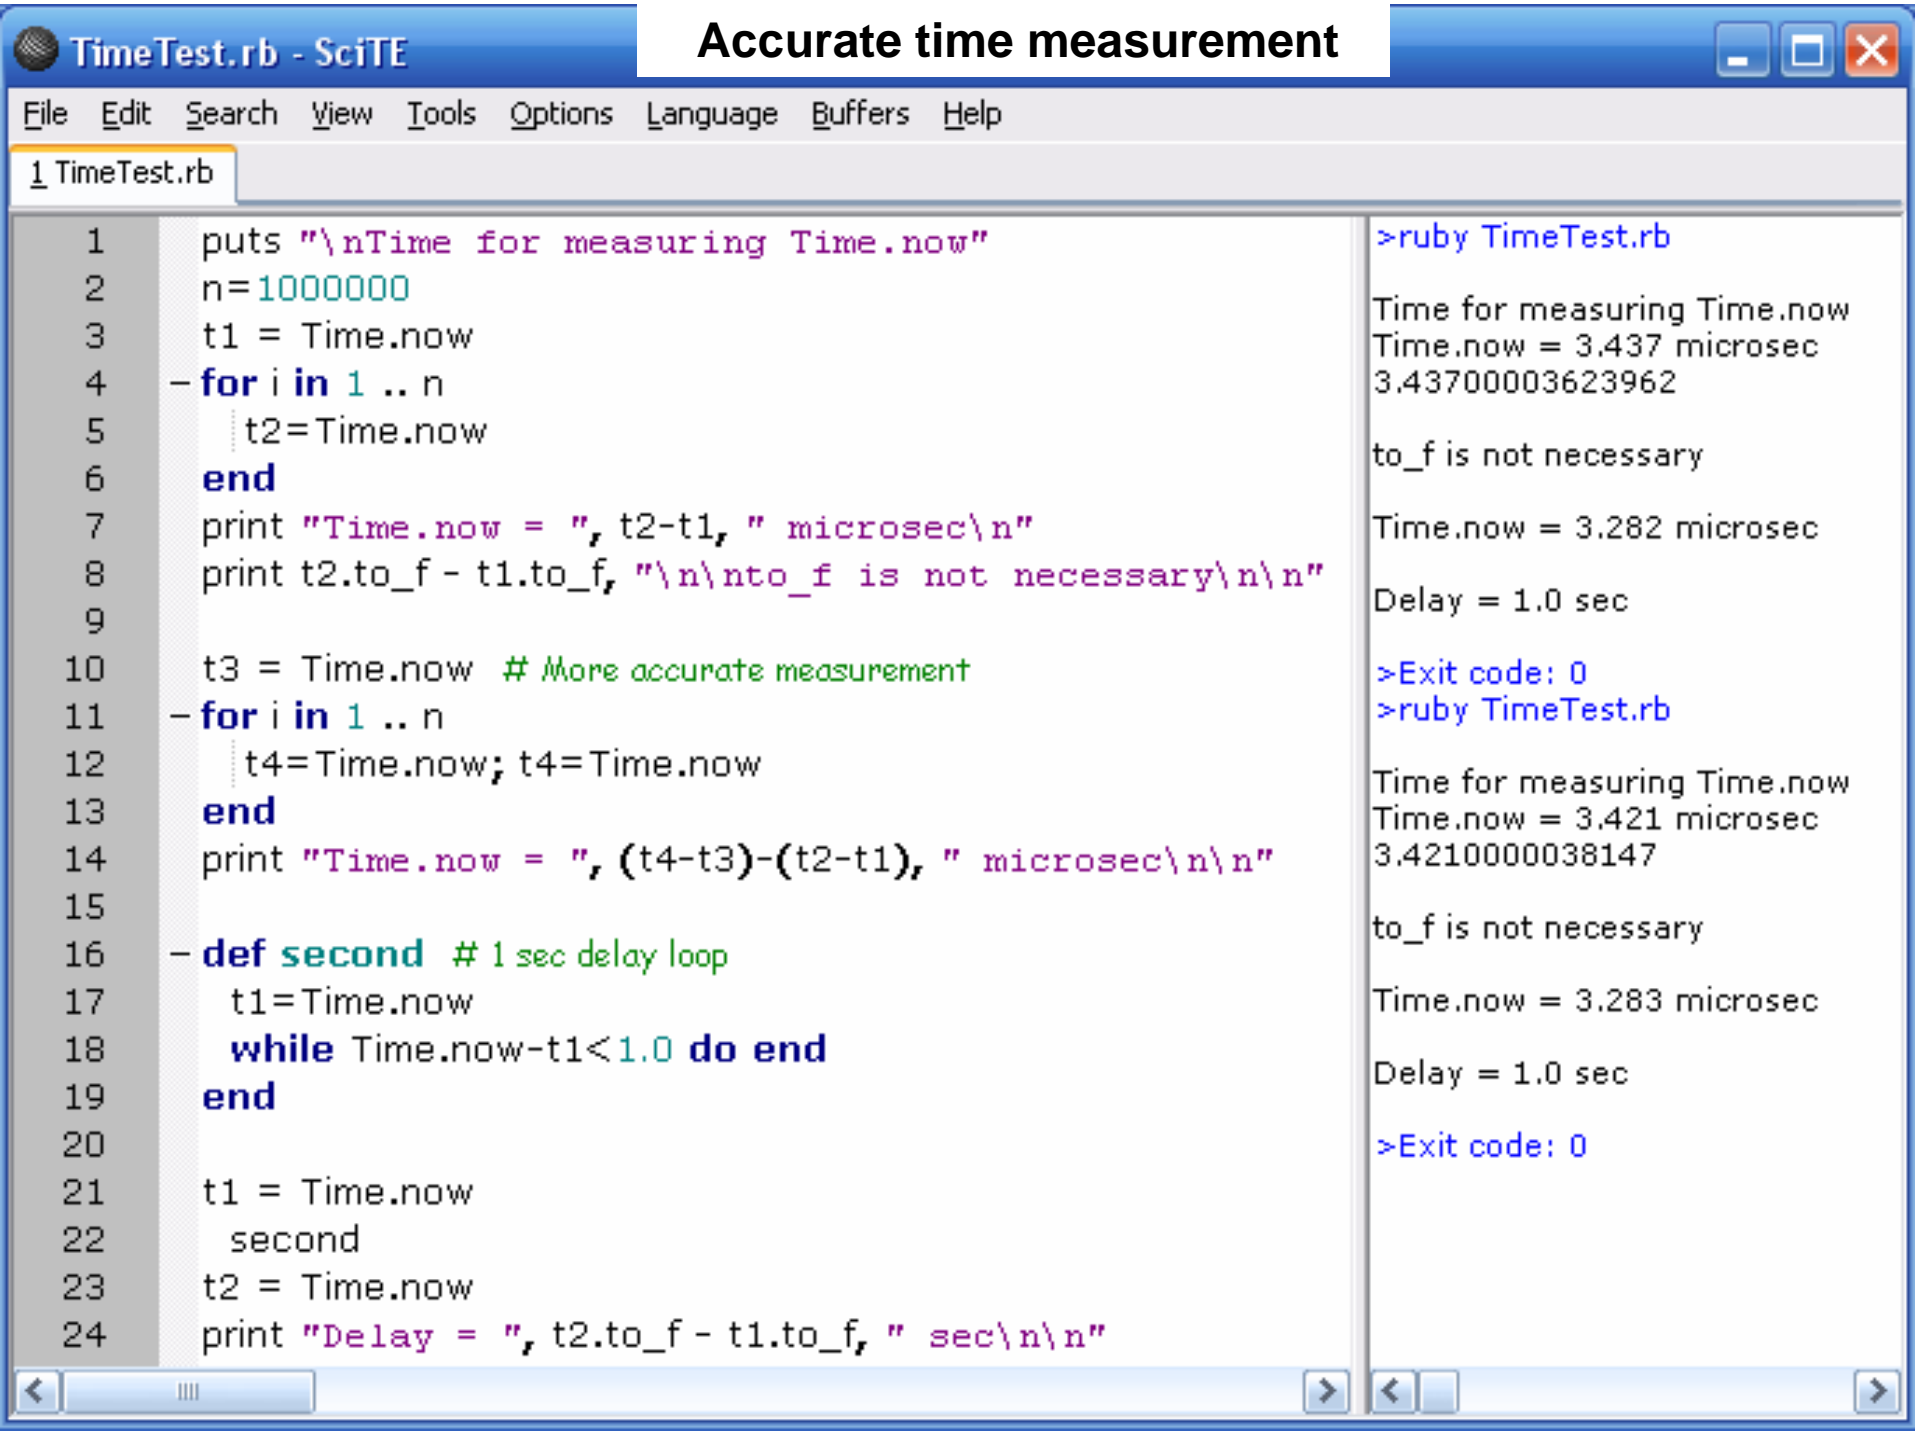 Accurate time measurement
TimeTest.rb - SciTE
File Edit Search View Tools Options Language Buffers Help
1 TimeTest.rb
1 puts "\nTime for measuring Time.now"
2 n=1000000
3 t1 = Time.now
4 for i in 1 .. n
5 t2=Time.now
6 end
7 print "Time.now = ", t2-t1, " microsec\n"
8 print t2.to_f - t1.to_f, "\n\nto_f is not necessary\n\n"
9
10 t3 = Time.now # More accurate measurement
11 for i in 1 .. n
12 t4=Time.now; t4=Time.now
13 end
14 print "Time.now = ", (t4-t3)-(t2-t1), " microsec\n\n"
15
16 def second # 1 sec delay loop
17 t1=Time.now
18 while Time.now-t1<1.0 do end
19 end
20
21 t1 = Time.now
22 second
23 t2 = Time.now
24 print "Delay = ", t2.to_f - t1.to_f, " sec\n\n"
>ruby TimeTest.rb
Time for measuring Time.now
Time.now = 3.437 microsec
3.43700003623962
to_f is not necessary
Time.now = 3.282 microsec
Delay = 1.0 sec
>Exit code: 0
>ruby TimeTest.rb
Time for measuring Time.now
Time.now = 3.421 microsec
3.4210000038147
to_f is not necessary
Time.now = 3.283 microsec
Delay = 1.0 sec
>Exit code: 0